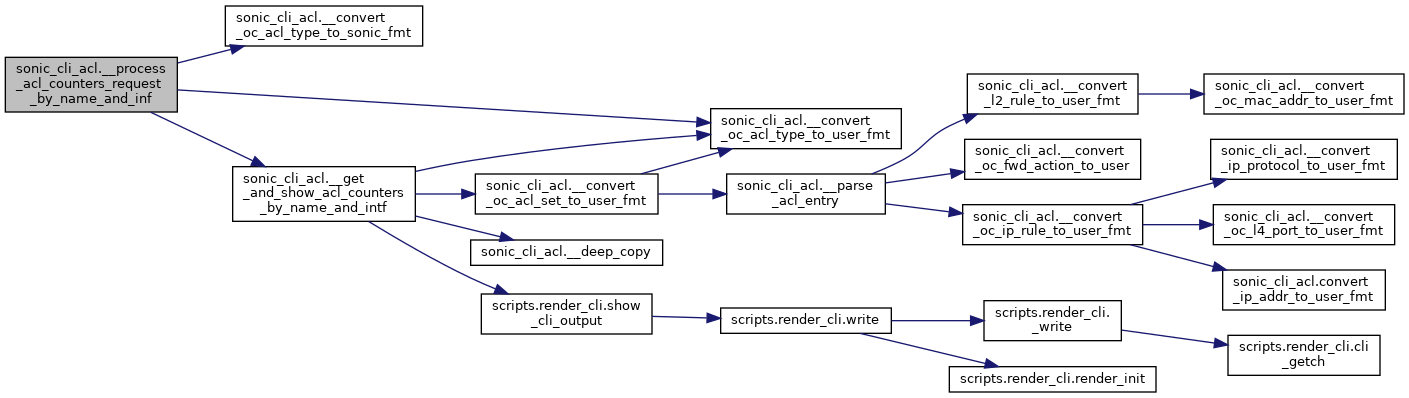 sonic_cli_acl.__process
_acl_counters_request
_by_name_and_inf
sonic_cli_acl.__convert
_oc_acl_type_to_sonic_fmt
sonic_cli_acl.__convert
_oc_acl_type_to_user_fmt
sonic_cli_acl.__get
_and_show_acl_counters
_by_name_and_intf
sonic_cli_acl.__convert
_oc_acl_set_to_user_fmt
sonic_cli_acl.__parse
_acl_entry
sonic_cli_acl.__convert
_l2_rule_to_user_fmt
sonic_cli_acl.__convert
_oc_mac_addr_to_user_fmt
sonic_cli_acl.__convert
_oc_fwd_action_to_user
sonic_cli_acl.__convert
_oc_ip_rule_to_user_fmt
sonic_cli_acl.__convert
_ip_protocol_to_user_fmt
sonic_cli_acl.__convert
_oc_l4_port_to_user_fmt
sonic_cli_acl.convert
_ip_addr_to_user_fmt
sonic_cli_acl.__deep_copy
scripts.render_cli.show
_cli_output
scripts.render_cli.write
scripts.render_cli.
_write
scripts.render_cli.cli
_getch
scripts.render_cli.render_init